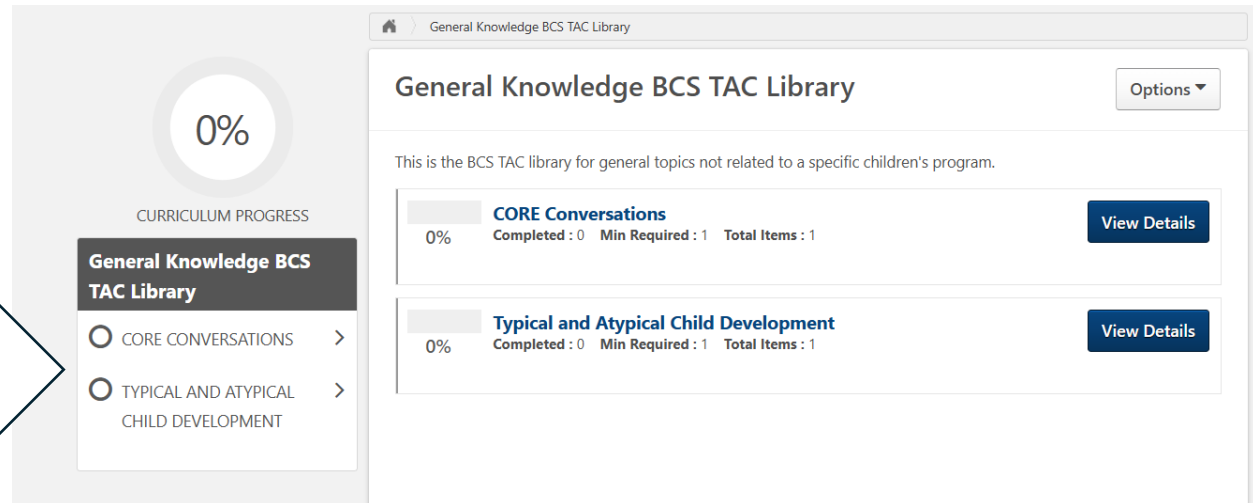 General Knowledge BCS TAC Library
0%
CURRICULUM PROGRESS
General Knowledge BCS
TAC Library
CORE CONVERSATIONS
TYPICAL AND ATYPICAL
CHILD DEVELOPMENT
General Knowledge BCS TAC Library
Options
This is the BCS TAC library for general topics not related to a specific children's program.
0%
CORE Conversations
Completed : 0 Min Required : 1 Total Items : 1
View Details
0%
Typical and Atypical Child Development
Completed : 0 Min Required : 1 Total Items : 1
View Details